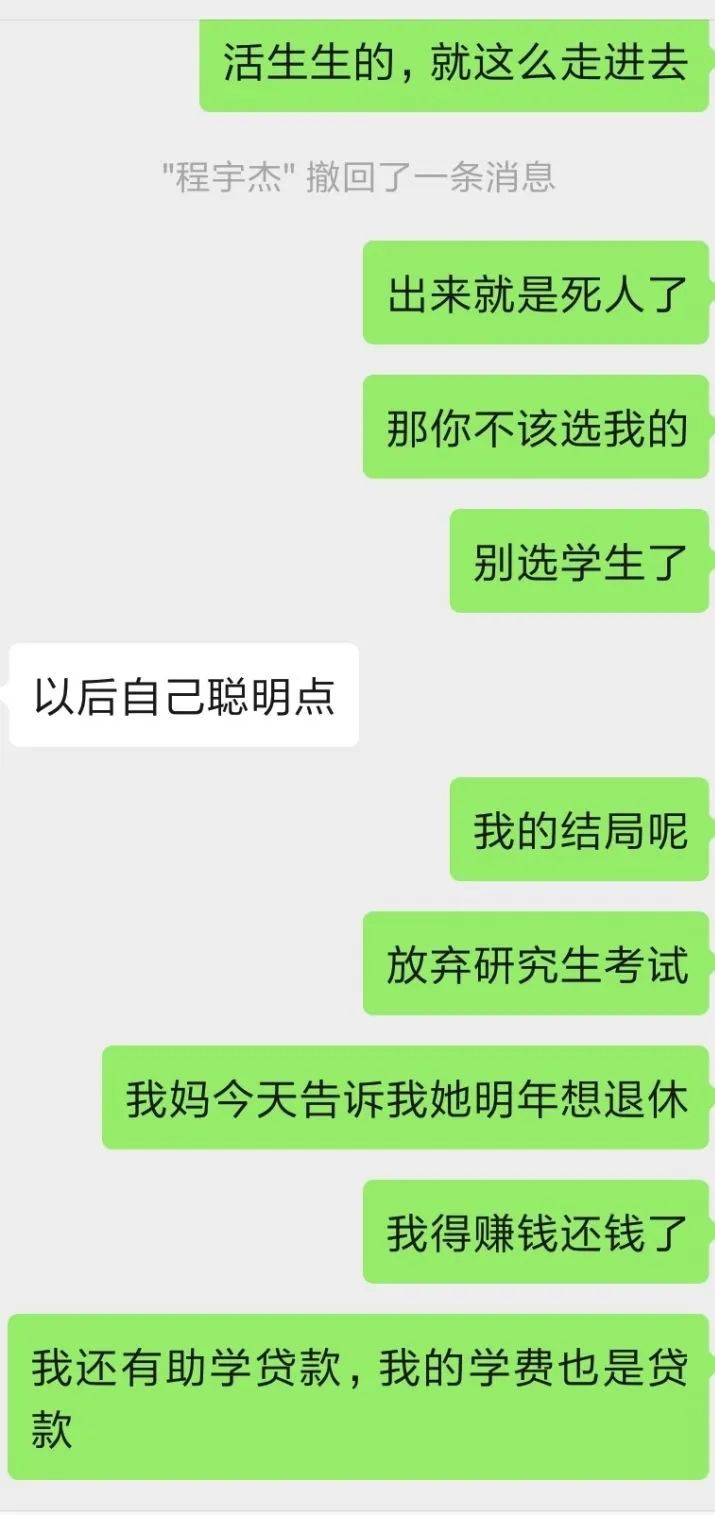 活生生的，就这么走进去
"程宇杰" 撤回了一条消息
出来就是死人了
那你不该选我的
别选学生了
以后自己聪明点
我的结局呢
放弃研究生考试
我妈今天告诉我她明年想退休
我得赚钱还钱了
我还有助学贷款，我的学费也是贷
款